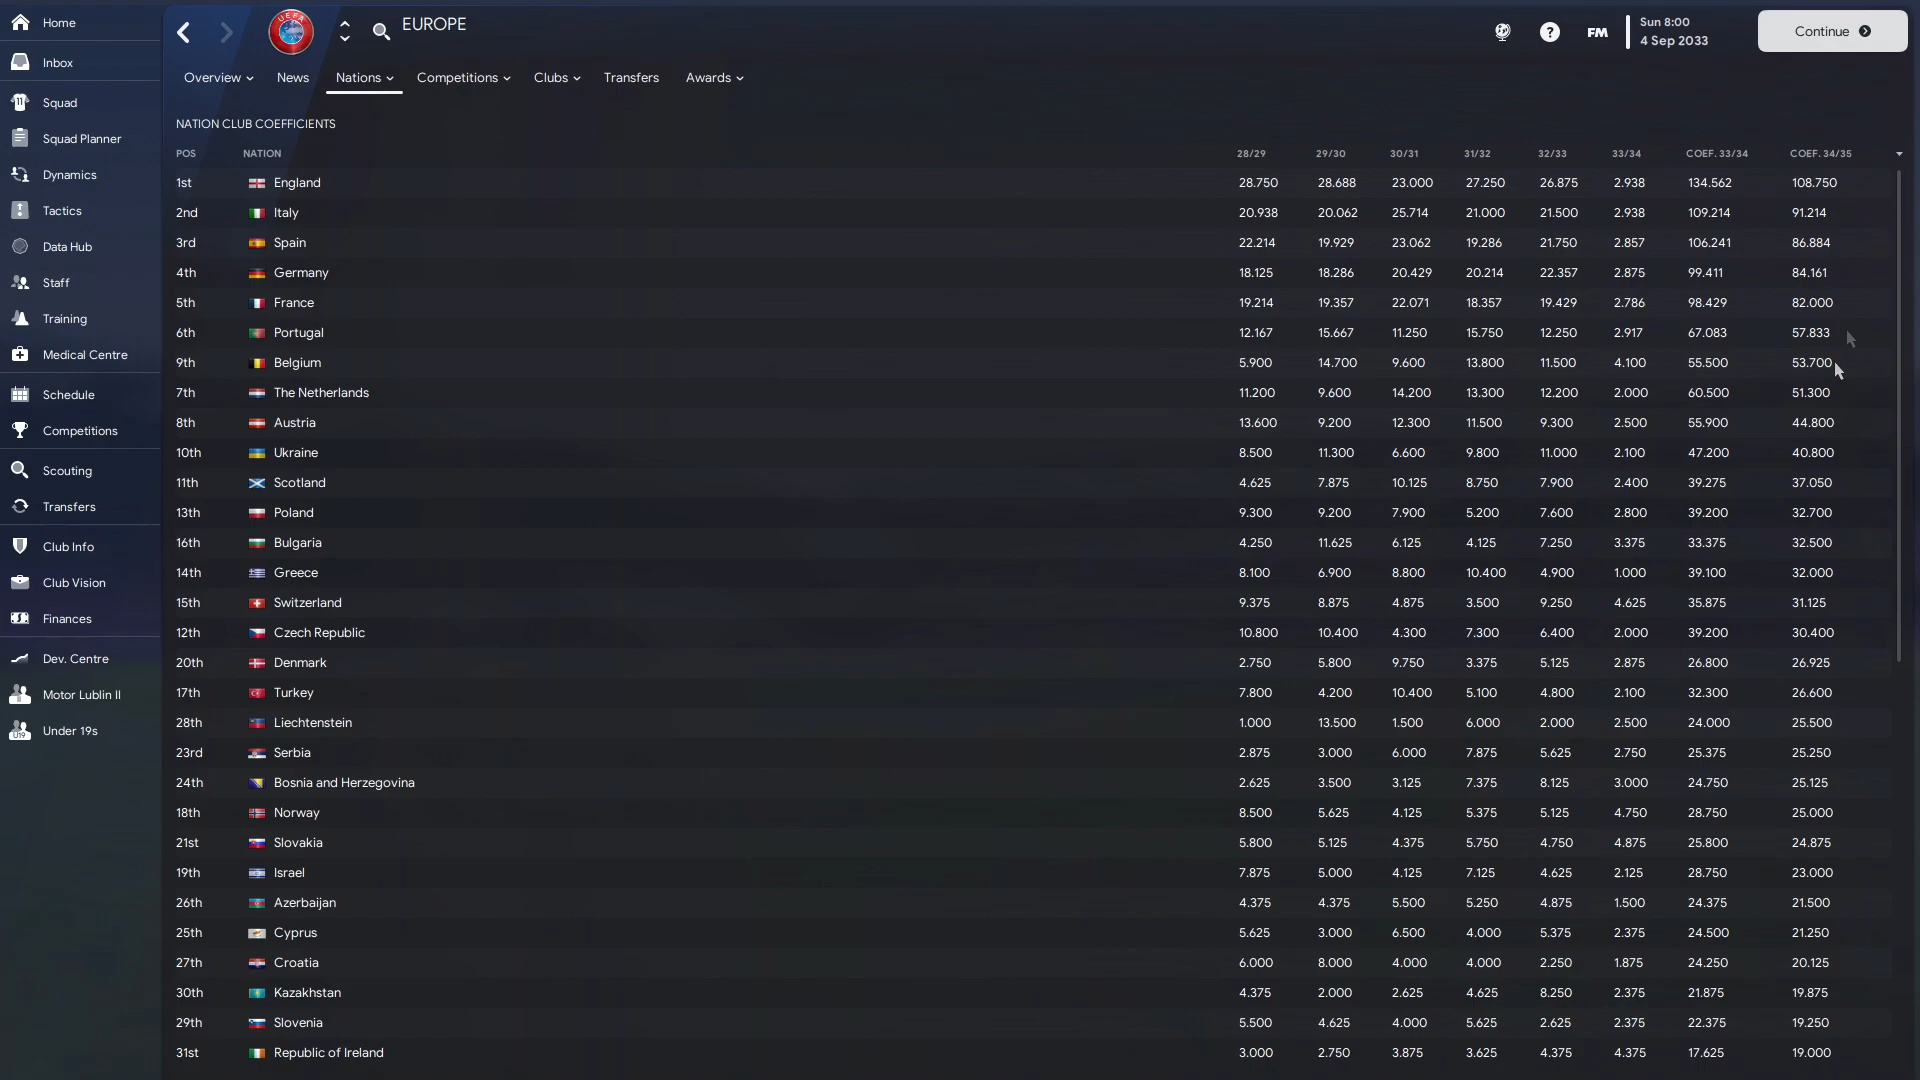 Home
Inbox
Squad
Squad Planner
Dynamics
Tactics
Data Hub
Staff
Training
Medical Centre
Schedule
Competitions
Scouting
Transfers
Club Info
Club Vision
Finances
Dev. Centre
Motor Lublin II
Under 19s
UEFA
EUROPE
FM
Sun 8:00
4 Sep 2033
Continue
Overview News Nations Competitions Clubs Transfers Awards
NATION CLUB COEFFICIENTS
POS NATION 28/29 29/30 30/31 31/32 32/33 33/34 COEF. 33/34 COEF. 34/35
1st England 28.750 28.688 23.000 27.250 26.875 2.938 134.562 108.750
2nd Italy 20.938 20.062 25.714 21.000 21.500 2.938 109.214 91.214
3rd Spain 22.214 19.929 23.062 19.286 21.750 2.857 106.241 86.884
4th Germany 18.125 18.286 20.429 20.214 22.357 2.875 99.411 84.161
5th France 19.214 19.357 22.071 18.357 19.429 2.786 98.429 82.000
6th Portugal 12.167 15.667 11.250 15.750 12.250 2.917 67.083 57.833
9th Belgium 5.900 14.700 9.600 13.800 11.500 4.100 55.500 53.700
7th The Netherlands 11.200 9.600 14.200 13.300 12.200 2.000 60.500 51.300
8th Austria 13.600 9.200 12.300 11.500 9.300 2.500 55.900 44.800
10th Ukraine 8.500 11.300 6.600 9.800 11.000 2.100 47.200 40.800
11th Scotland 4.625 7.875 10.125 8.750 7.900 2.400 39.275 37.050
13th Poland 9.300 9.200 7.900 5.200 7.600 2.800 39.200 32.700
16th Bulgaria 4.250 11.625 6.125 4.125 7.250 3.375 33.375 32.500
14th Greece 8.100 6.900 8.800 10.400 4.900 1.000 39.100 32.000
15th Switzerland 9.375 8.875 4.875 3.500 9.250 4.625 35.875 31.125
12th Czech Republic 10.800 10.400 4.300 7.300 6.400 2.000 39.200 30.400
20th Denmark 2.750 5.800 9.750 3.375 5.125 2.875 26.800 26.925
17th Turkey 7.800 4.200 10.400 5.100 4.800 2.100 32.300 26.600
28th Liechtenstein 1.000 13.500 1.500 6.000 2.000 2.500 24.000 25.500
23rd Serbia 2.875 3.000 6.000 7.875 5.625 2.750 25.375 25.250
24th Bosnia and Herzegovina 2.625 3.500 3.125 7.375 8.125 3.000 24.750 25.125
18th Norway 8.500 5.625 4.125 5.375 5.125 4.750 28.750 25.000
21st Slovakia 5.800 5.125 4.375 5.750 4.750 4.875 25.800 24.875
19th Israel 7.875 5.000 4.125 7.125 4.625 2.125 28.750 23.000
26th Azerbaijan 4.375 4.375 5.500 5.250 4.875 1.500 24.375 21.500
25th Cyprus 5.625 3.000 6.500 4.000 5.375 2.375 24.500 21.250
27th Croatia 6.000 8.000 4.000 4.000 2.250 1.875 24.250 20.125
30th Kazakhstan 4.375 2.000 2.625 4.625 8.250 2.375 21.875 19.875
29th Slovenia 5.500 4.625 4.000 5.625 2.625 2.375 22.375 19.250
31st Republic of Ireland 3.000 2.750 3.875 3.625 4.375 4.375 17.625 19.000